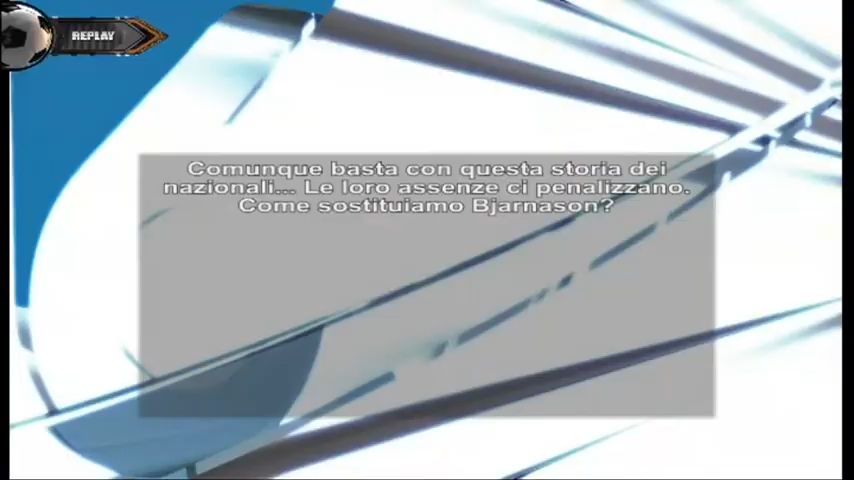 REPLAY
Comunque basta con questa storia dei
nazionali... Le loro assenze ci penalizzano.
Come sostituiamo Bjarnason?